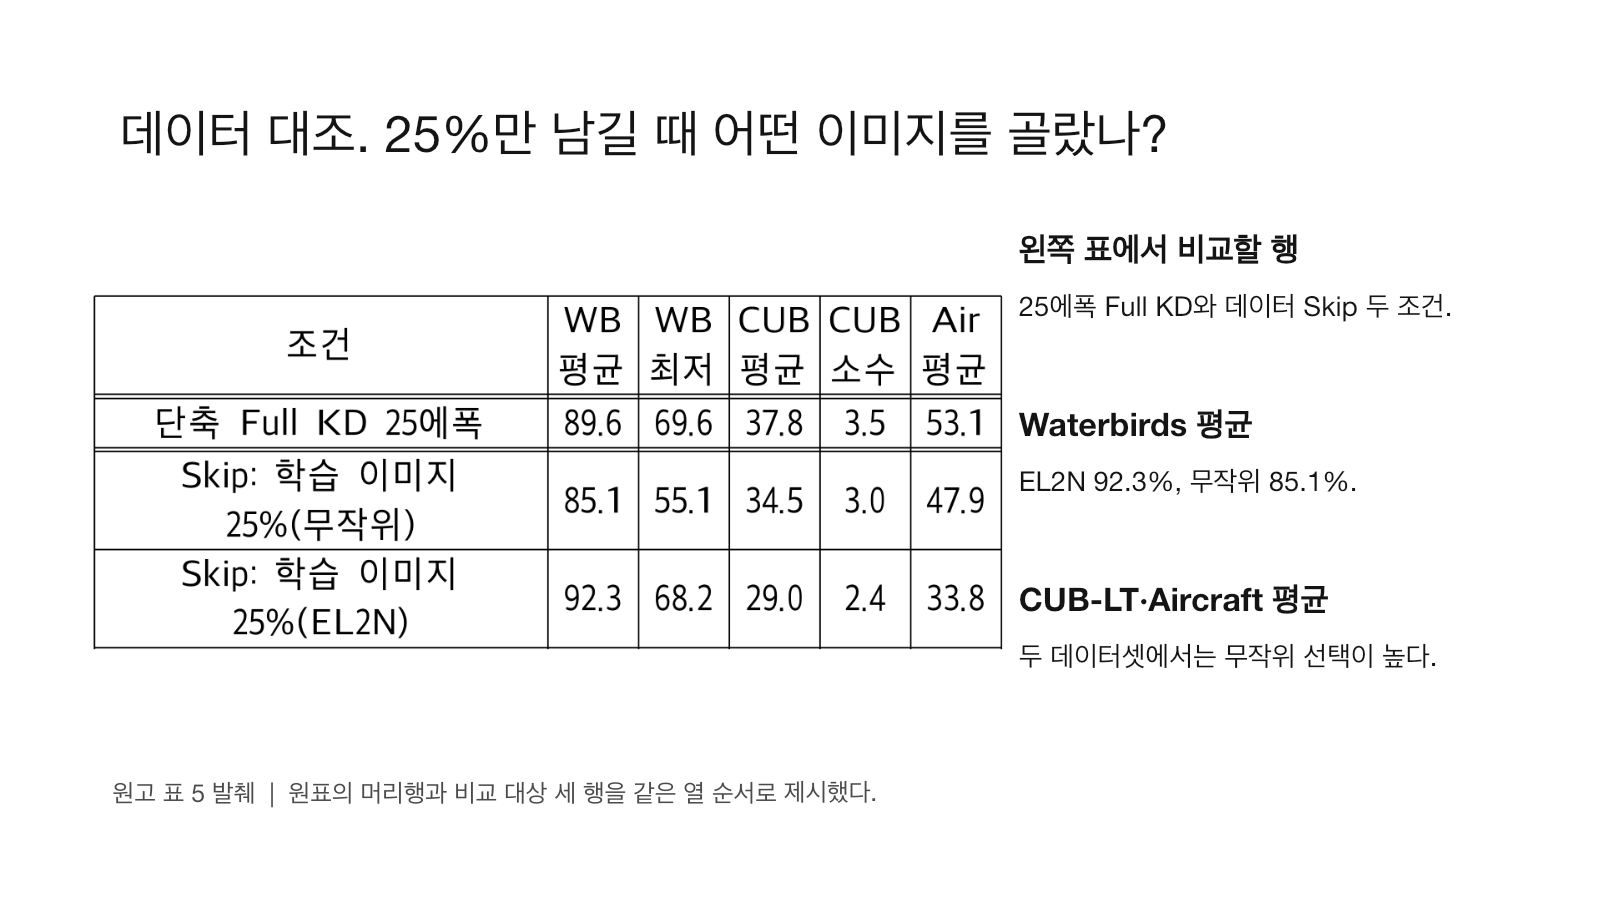 데이터 대조. 25%만 남길 때 어떤 이미지를 골랐나?
조건 WB 평균 WB 최저 CUB 평균 CUB 소수 Air 평균
단축 Full KD 25에폭 89.6 69.6 37.8 3.5 53.1
Skip: 학습 이미지 25%(무작위) 85.1 55.1 34.5 3.0 47.9
Skip: 학습 이미지 25%(EL2N) 92.3 68.2 29.0 2.4 33.8
왼쪽 표에서 비교할 행
25에폭 Full KD와 데이터 Skip 두 조건.
Waterbirds 평균
EL2N 92.3%, 무작위 85.1%.
CUB-LT·Aircraft 평균
두 데이터셋에서는 무작위 선택이 높다.
원고 표 5 발췌 | 원표의 머리행과 비교 대상 세 행을 같은 열 순서로 제시했다.